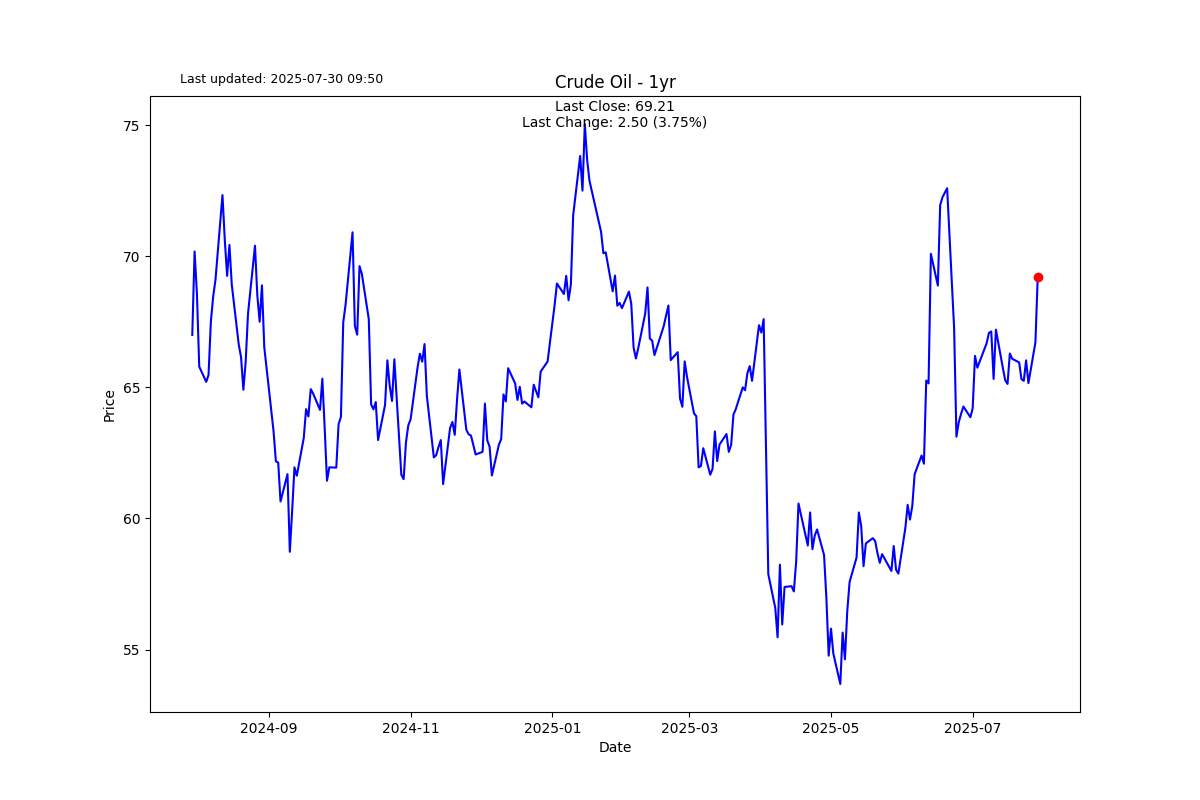 Last updated: 2025-07-30 09:50
Crude Oil - 1yr
Last Close: 69.21
Last Change: 2.50 (3.75%)
75
70
65
60
55
Price
2024-09
2024-11
2025-01
2025-03
2025-05
2025-07
Date